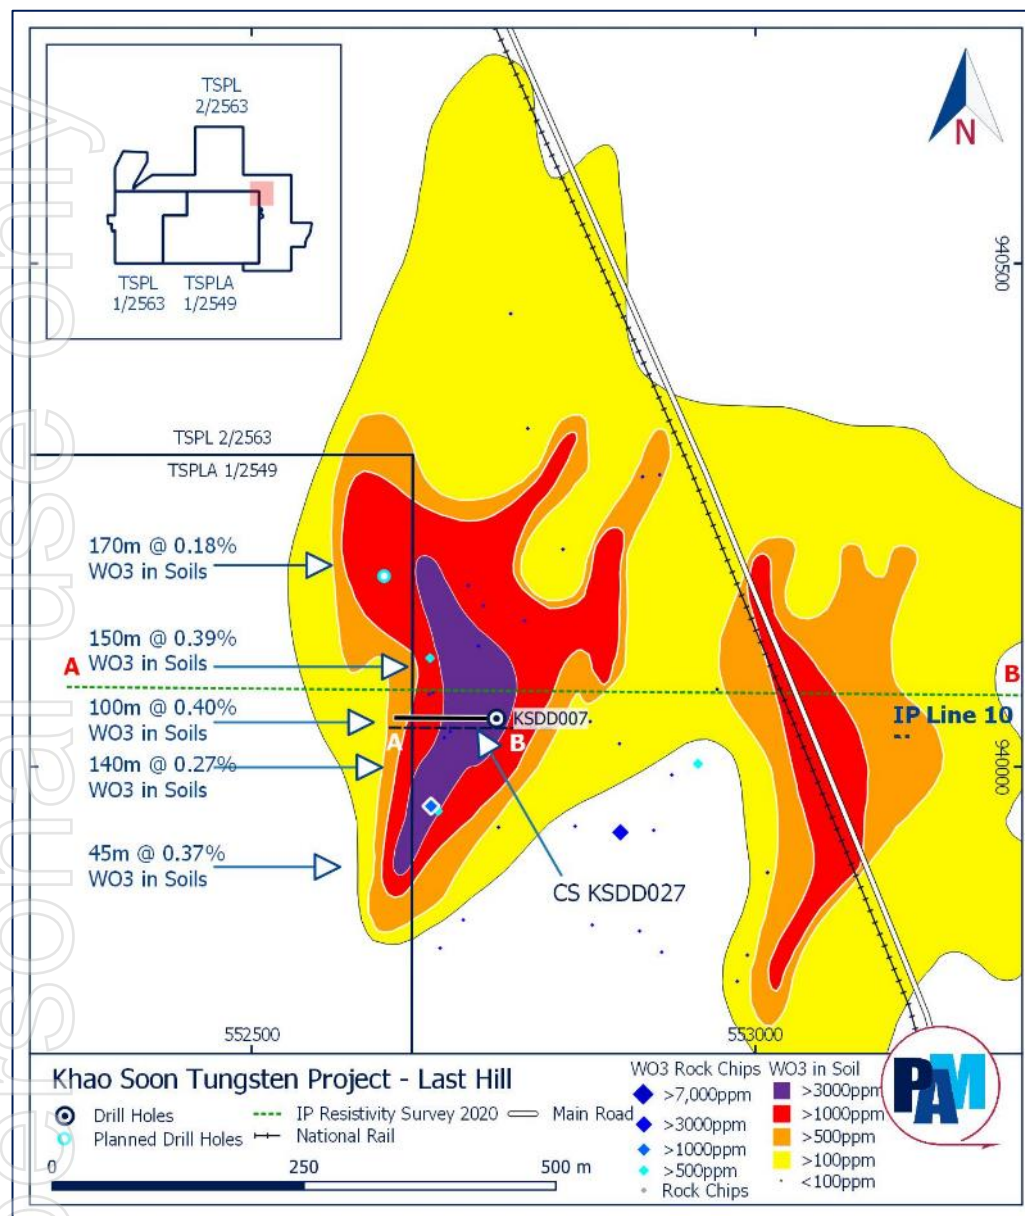 For personal use only
TSPL
2/2563
TSPL
1/2563
TSPLA
1/2549
N
940500
TSPL 2/2563
TSPLA 1/2549
170m @ 0.18%
WO3 in Soils
150m @ 0.39%
WO3 in Soils
A
B
100m @ 0.40%
WO3 in Soils
KSDD007
IP Line 10
A
B
140m @ 0.27%
WO3 in Soils
940000
45m @ 0.37%
WO3 in Soils
CS KSDD027
552500
553000
Khao Soon Tungsten Project - Last Hill
Drill Holes
IP Resistivity Survey 2020
Main Road
Planned Drill Holes
National Rail
0
250
500 m
WO3 Rock Chips
>7,000ppm
>3000ppm
>1000ppm
>500ppm
Rock Chips
WO3 in Soil
>3000ppm
>1000ppm
>500ppm
>100ppm
<100ppm
PAM